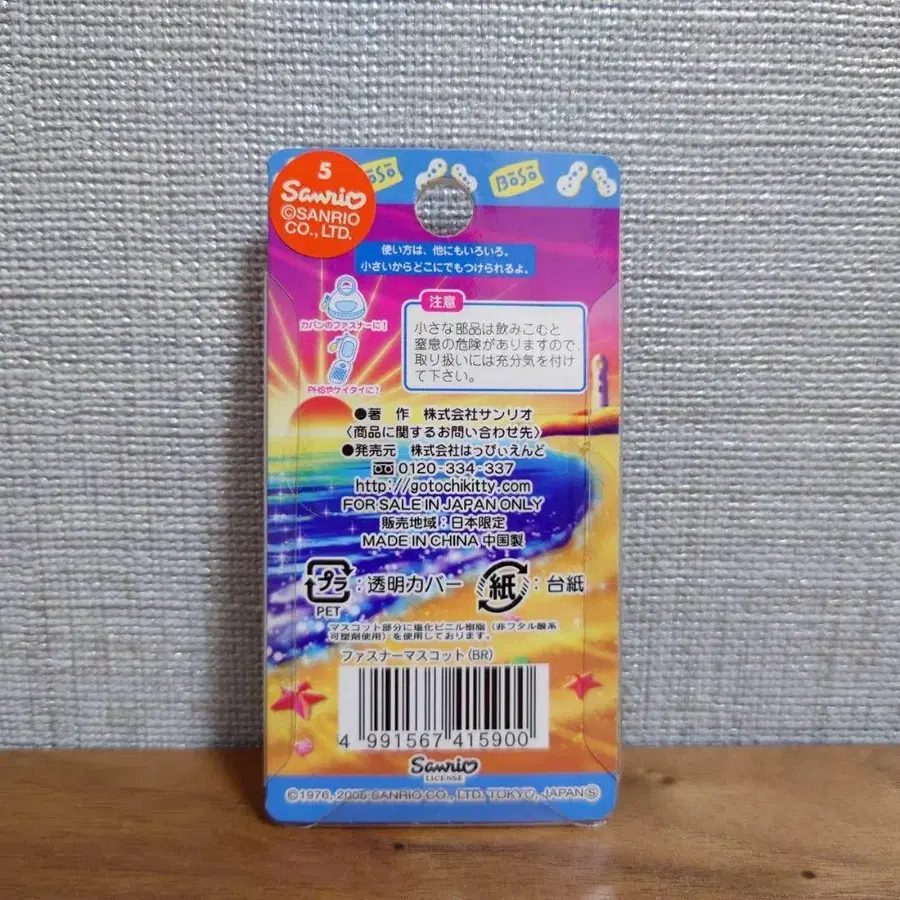 5
Sanrio
©SANRIO
CO., LTD.
BōSō
BōSō
使い方は、他にもいろいろ。
小さいからどこにでもつけられるよ。
カバンのファスナーに!
PHSやケイタイに!
注意
小さな部品は飲みこむと
窒息の危険がありますので、
取り扱いには充分気を付け
て下さい。
●著 作 株式会社サンリオ
〈商品に関するお問い合わせ先〉
●発売元 株式会社はっぴぃえんど
0120-334-337
http://gotochikitty.com
FOR SALE IN JAPAN ONLY
販売地域:日本限定
MADE IN CHINA 中国製
プラ:透明カバー 紙:台紙
PET
マスコット部分に塩化ビニル樹脂(非フタル酸系
可塑剤使用)を使用しております。
ファスナーマスコット(BR)
4 991567 415900
Sanrio
LICENSE
©1976, 2005 SANRIO CO., LTD. TOKYO, JAPAN Ⓢ